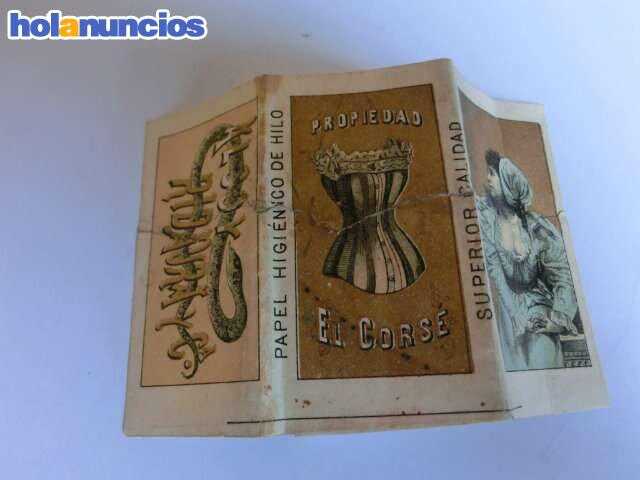 holanuncios
PAPEL HIGIÉNICO DE HILO
PROPIEDAD
EL CORSÉ
SUPERIOR CALIDAD